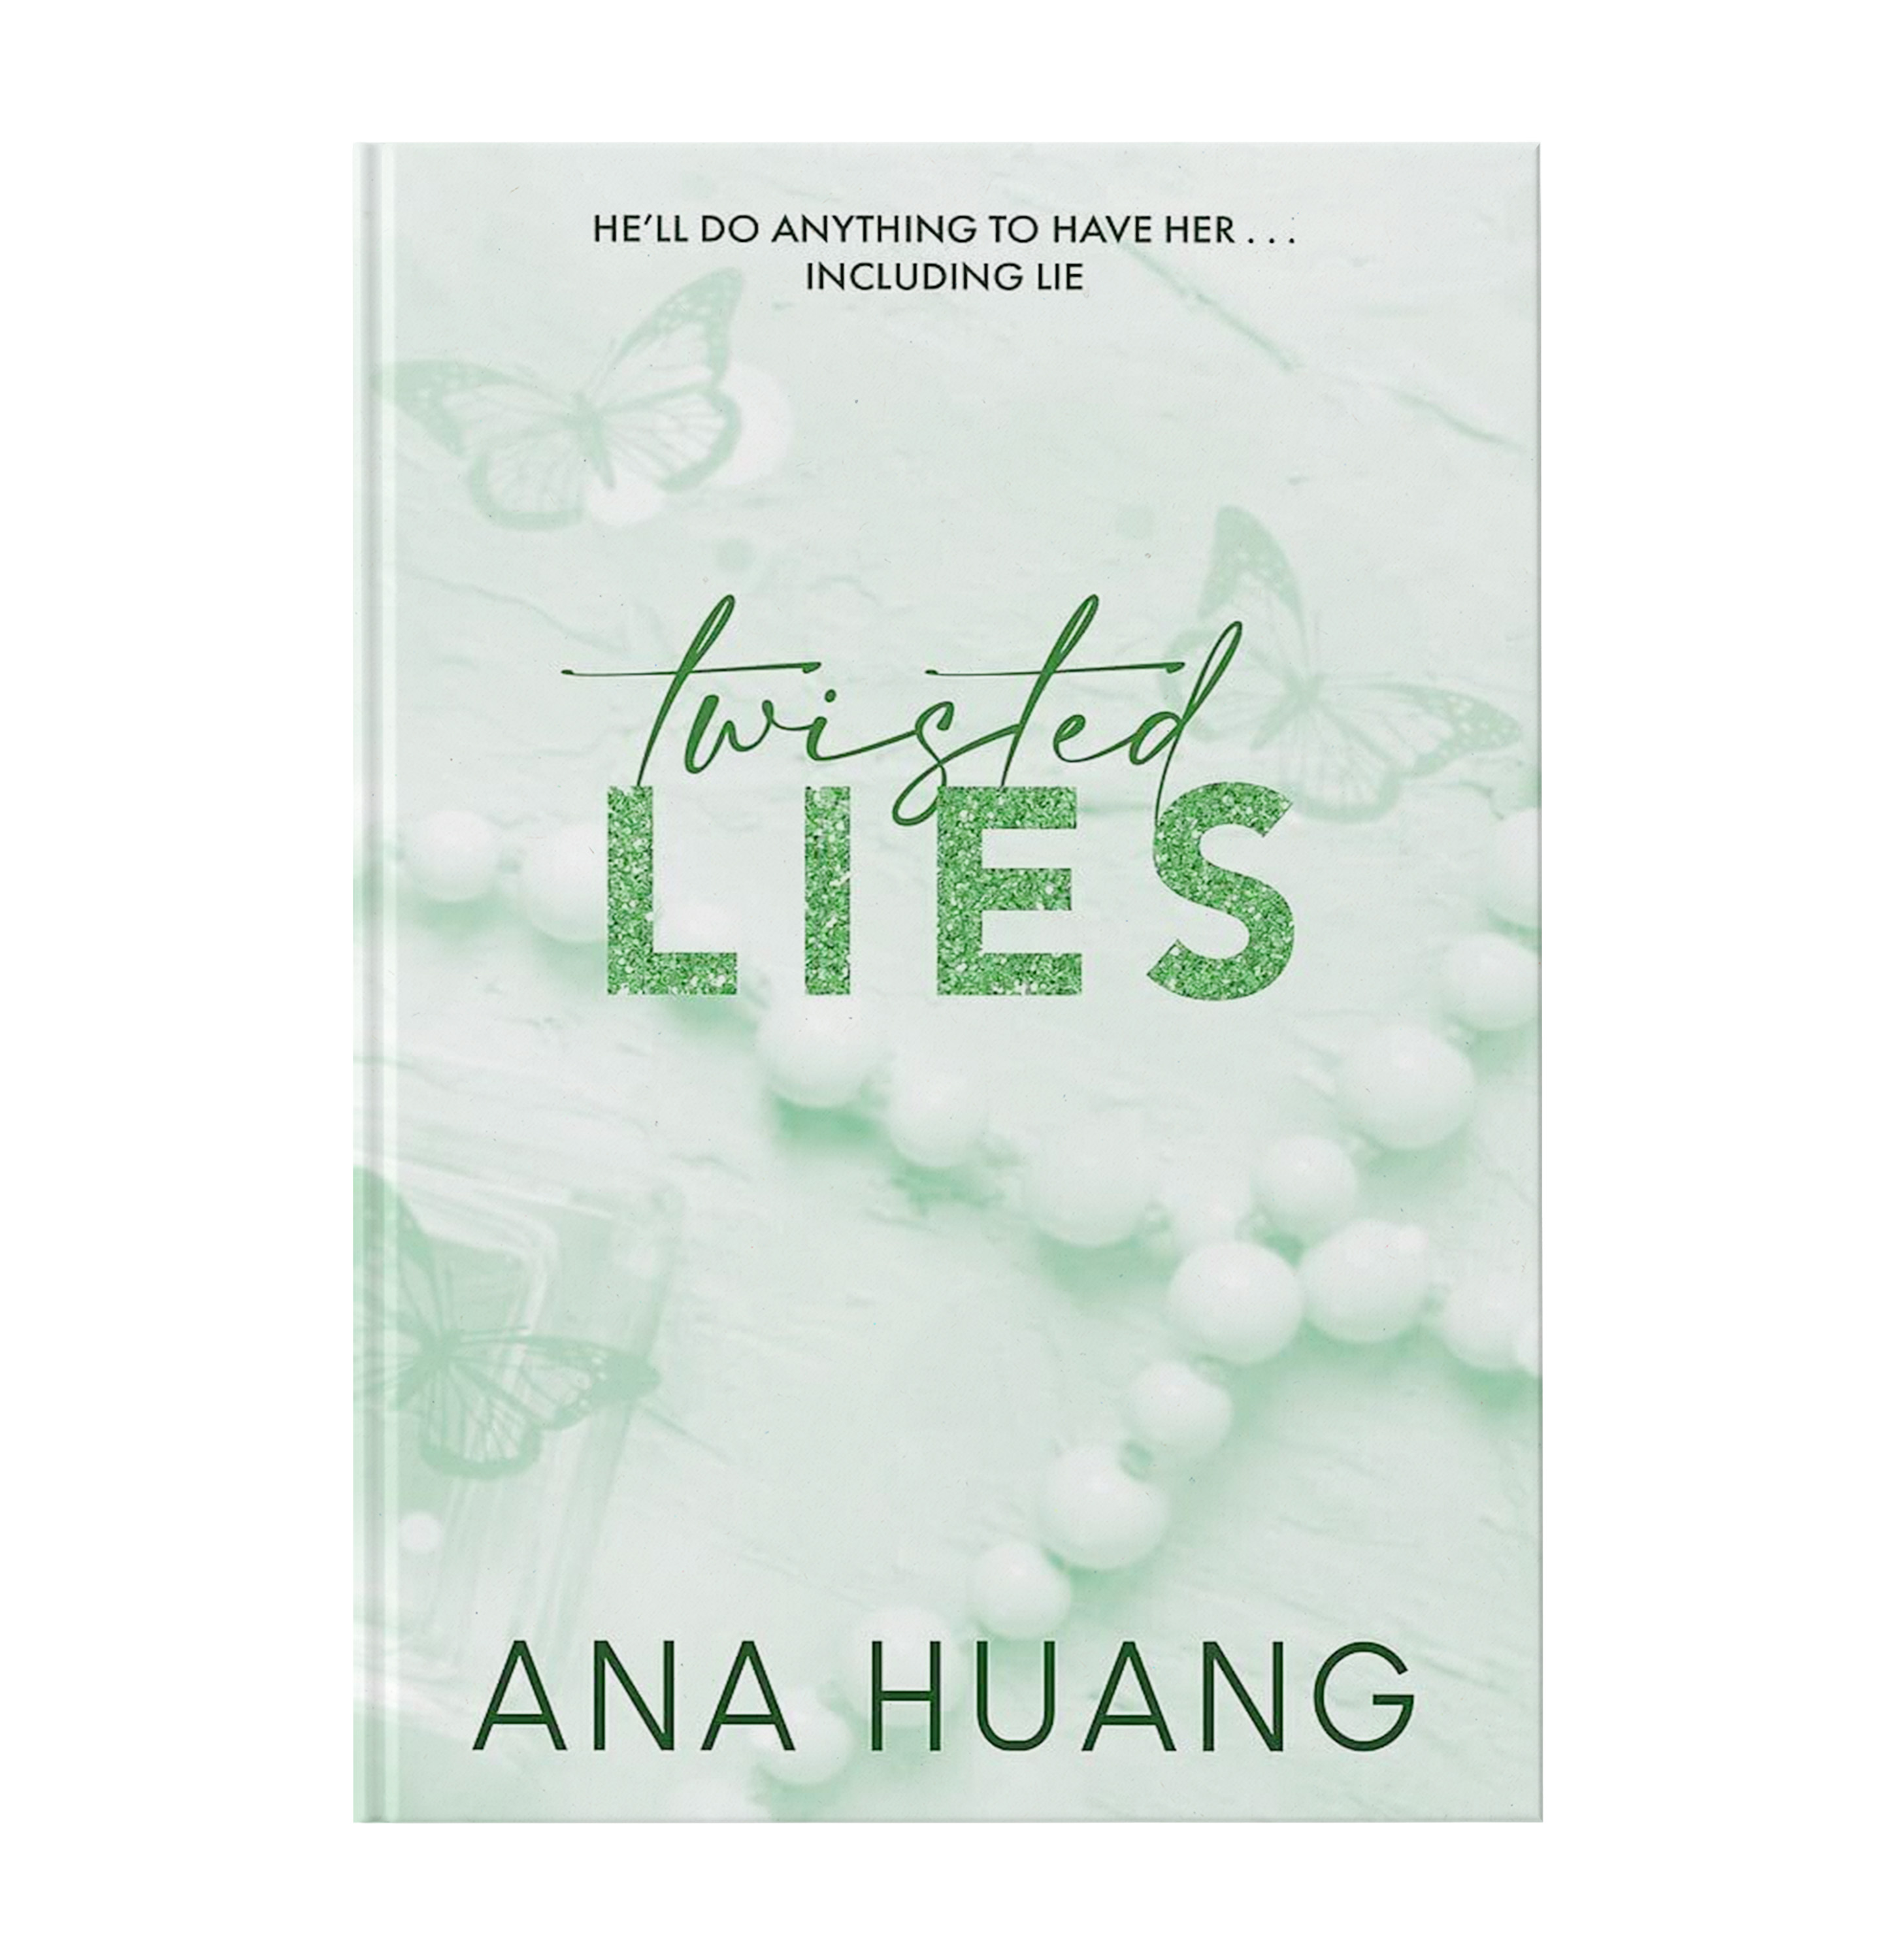 HE’LL DO ANYTHING TO HAVE HER . . .
INCLUDING LIE
twisted
LIES
ANA HUANG